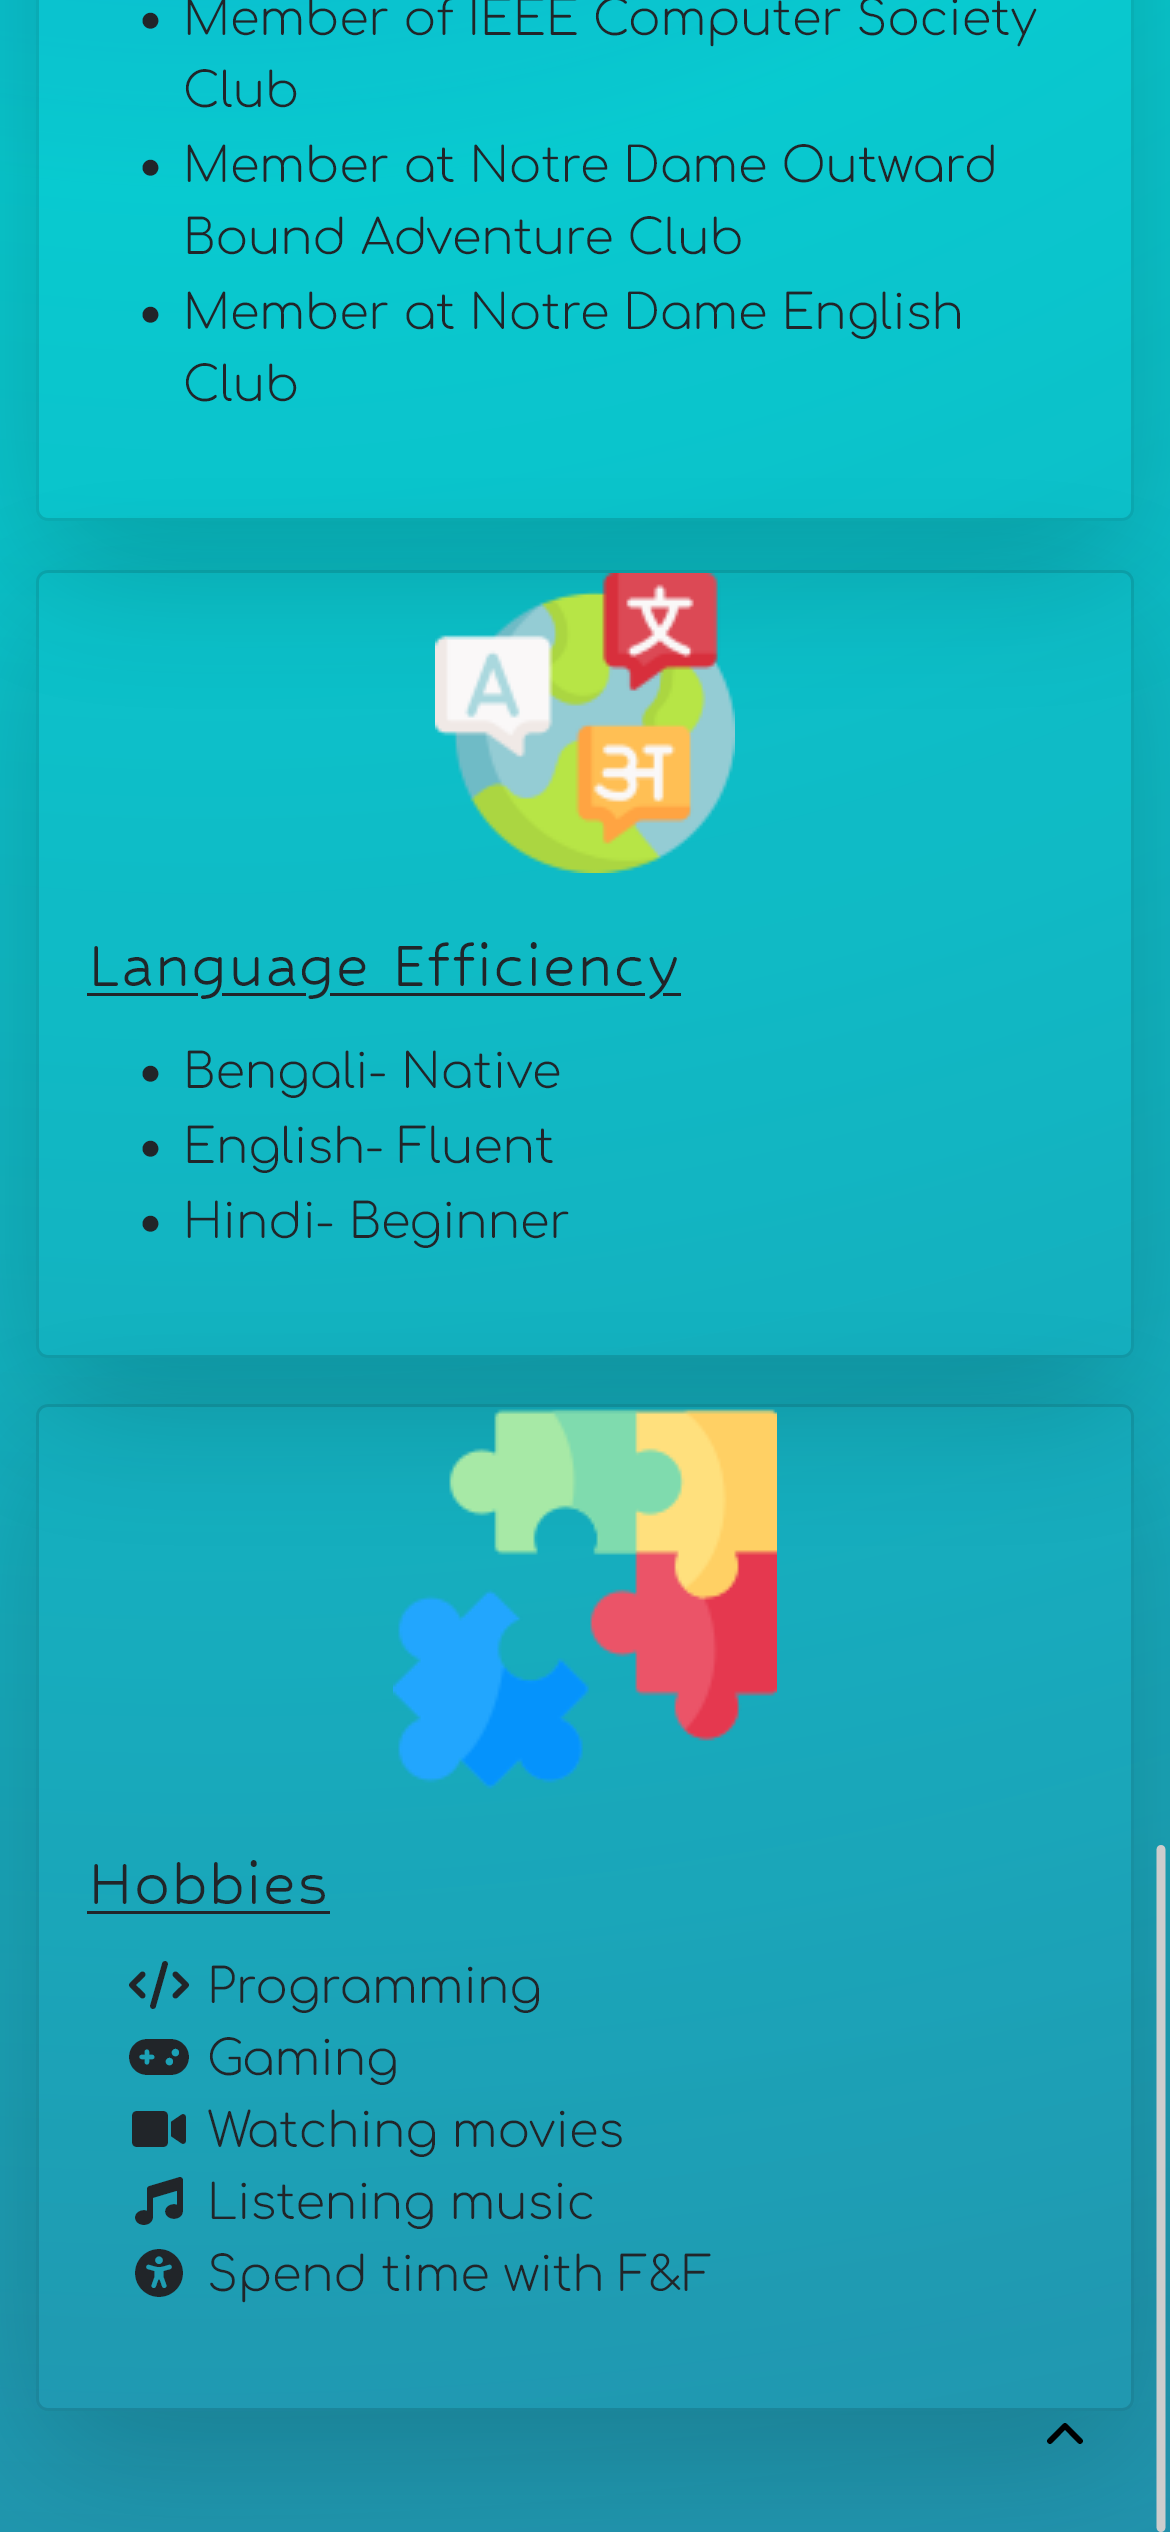 Member of IEEE Computer Society
Club
Member at Notre Dame Outward
Bound Adventure Club
Member at Notre Dame English
Club
文
A
अ
Language Efficiency
Bengali- Native
English- Fluent
Hindi- Beginner
Hobbies
Programming
Gaming
Watching movies
Listening music
Spend time with F&F